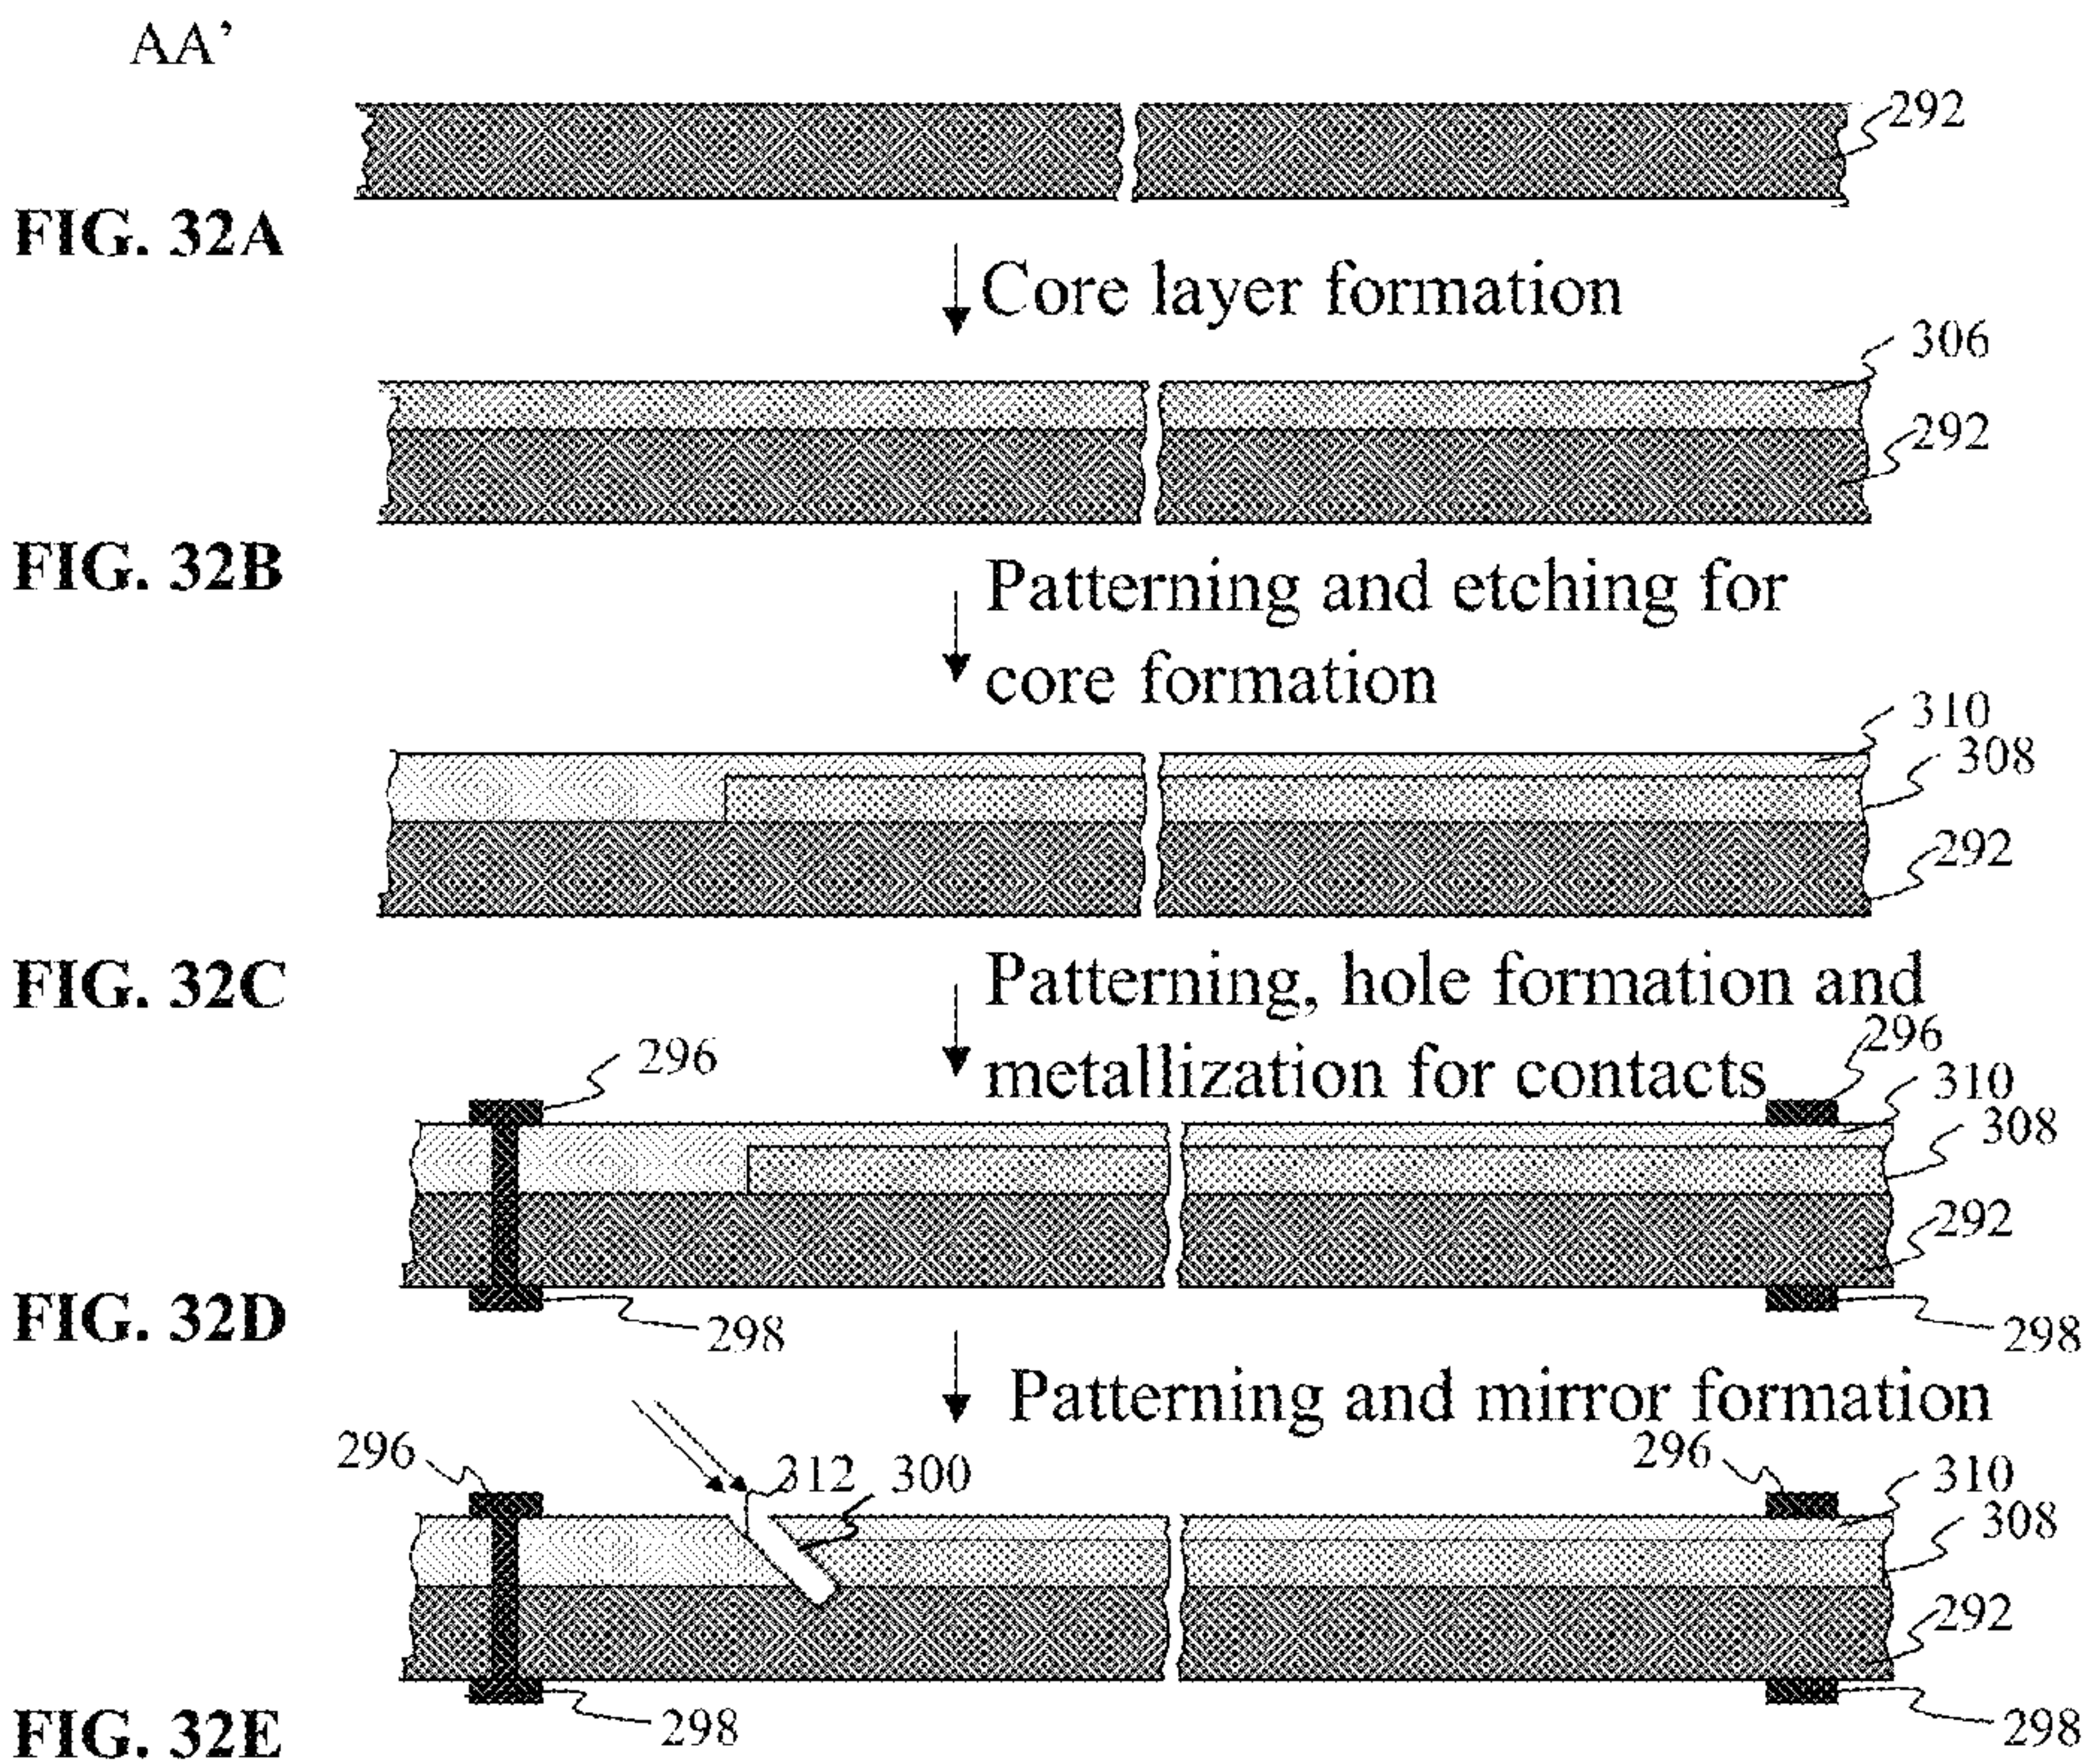 AA’
292
FIG. 32A
Core layer formation
306
292
FIG. 32B
Patterning and etching for
core formation
310
308
292
FIG. 32C
Patterning, hole formation and
metallization for contacts
296
296
310
308
292
FIG. 32D
298
298
Patterning and mirror formation
296
312 300
296
310
308
292
298
298
FIG. 32E